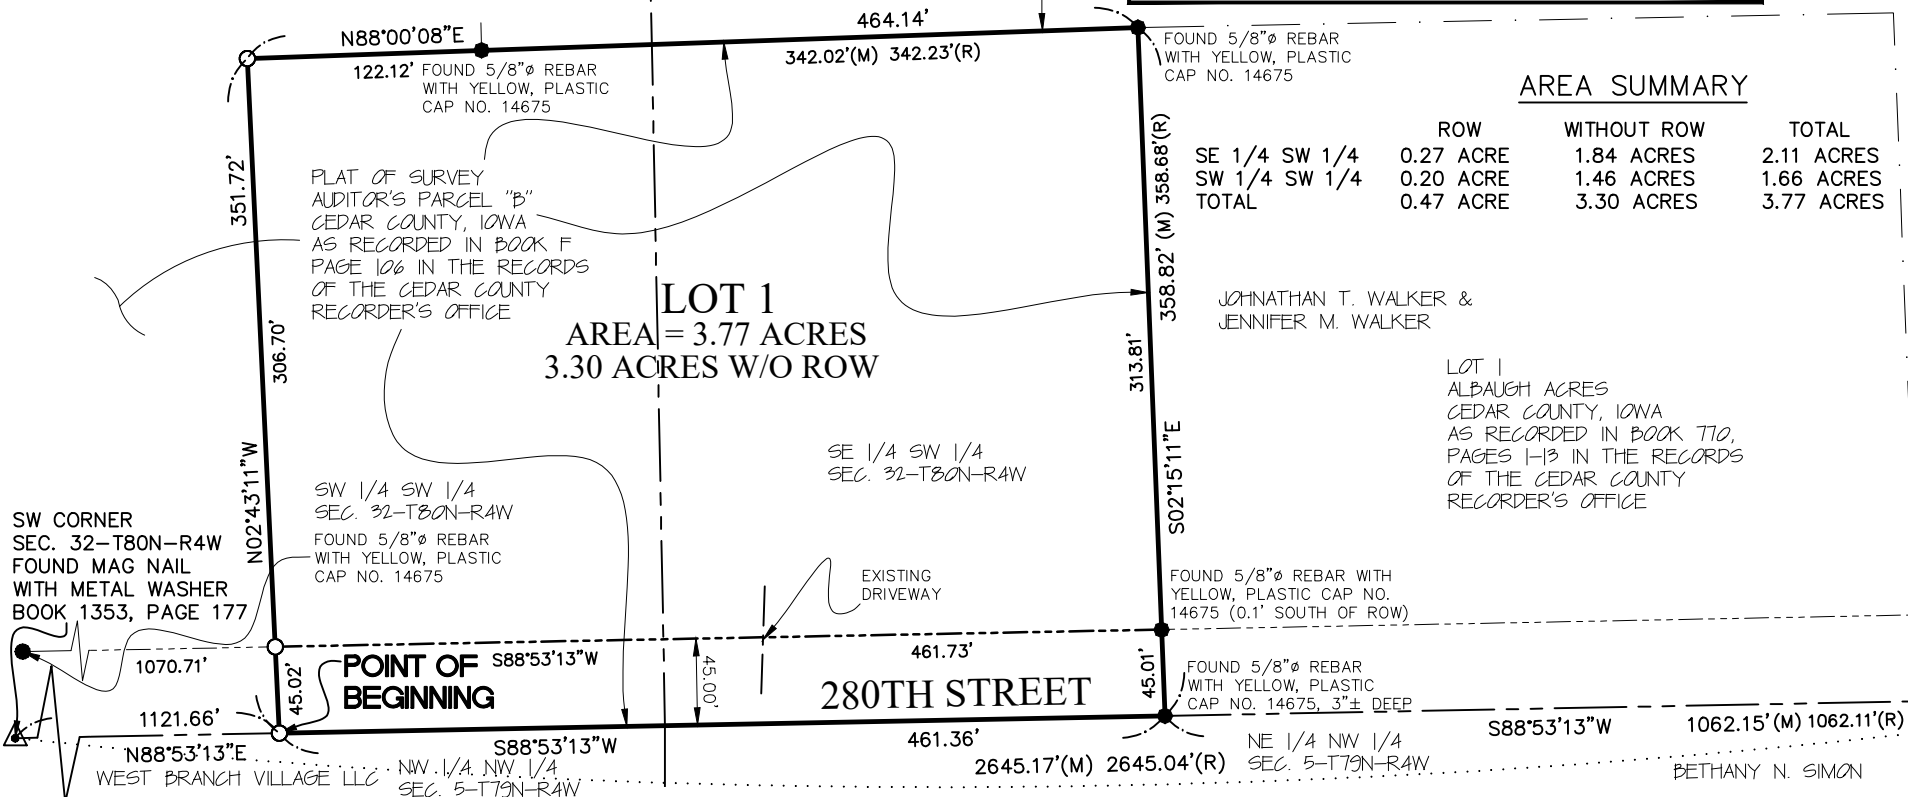 464.14'
N88°00'08"E
342.02'(M) 342.23'(R)
122.12'
FOUND 5/8"ø REBAR
WITH YELLOW, PLASTIC
CAP NO. 14675
FOUND 5/8"ø REBAR
WITH YELLOW, PLASTIC
CAP NO. 14675
AREA SUMMARY
ROW WITHOUT ROW TOTAL
SE 1/4 SW 1/4 0.27 ACRE 1.84 ACRES 2.11 ACRES
SW 1/4 SW 1/4 0.20 ACRE 1.46 ACRES 1.66 ACRES
TOTAL 0.47 ACRE 3.30 ACRES 3.77 ACRES
351.72'
PLAT OF SURVEY
AUDITOR'S PARCEL "B"
CEDAR COUNTY, IOWA
AS RECORDED IN BOOK F
PAGE 106 IN THE RECORDS
OF THE CEDAR COUNTY
RECORDER'S OFFICE
358.82' (M) 358.68'(R)
LOT 1
AREA = 3.77 ACRES
3.30 ACRES W/O ROW
JOHNATHAN T. WALKER &
JENNIFER M. WALKER
306.70'
313.81'
LOT 1
ALBAUGH ACRES
CEDAR COUNTY, IOWA
AS RECORDED IN BOOK 770,
PAGES 1-13 IN THE RECORDS
OF THE CEDAR COUNTY
RECORDER'S OFFICE
N02°43'11"W
S02°15'11"E
SE 1/4 SW 1/4
SEC. 32-T80N-R4W
SW 1/4 SW 1/4
SEC. 32-T80N-R4W
FOUND 5/8"ø REBAR
WITH YELLOW, PLASTIC
CAP NO. 14675
SW CORNER
SEC. 32-T80N-R4W
FOUND MAG NAIL
WITH METAL WASHER
BOOK 1353, PAGE 177
EXISTING
DRIVEWAY
FOUND 5/8"ø REBAR WITH
YELLOW, PLASTIC CAP NO.
14675 (0.1' SOUTH OF ROW)
1070.71'
S88°53'13"W
461.73'
45.02'
POINT OF
BEGINNING
45.00'
280TH STREET
45.01'
FOUND 5/8"ø REBAR
WITH YELLOW, PLASTIC
CAP NO. 14675, 3"± DEEP
1121.66'
N88°53'13"E
S88°53'13"W
461.36'
S88°53'13"W
1062.15'(M) 1062.11'(R)
2645.17'(M) 2645.04'(R)
NE 1/4 NW 1/4
SEC. 5-T79N-R4W
WEST BRANCH VILLAGE LLC
NW 1/4 NW 1/4
SEC. 5-T79N-R4W
BETHANY N. SIMON